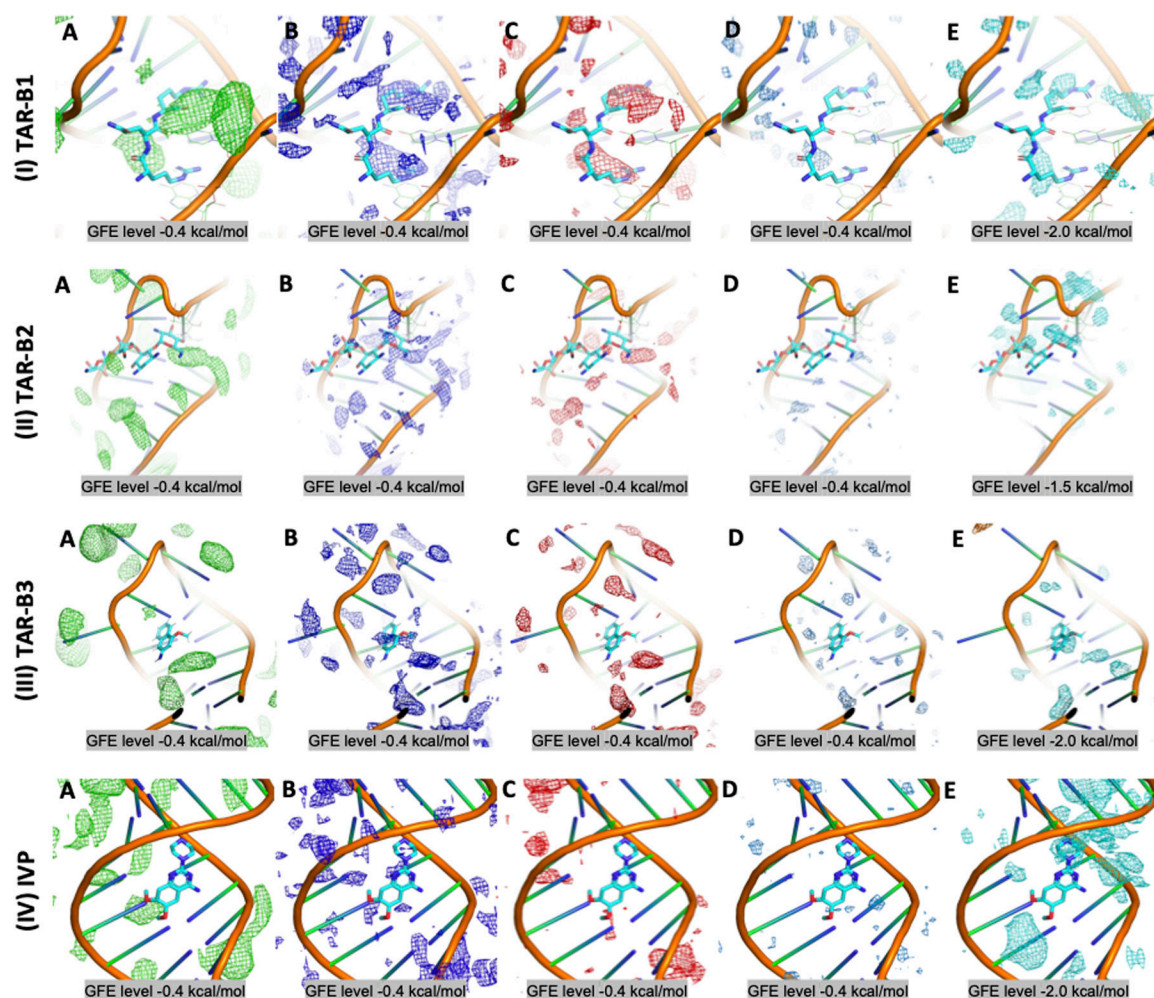 A B C D E
(I) TAR-B1
GFE level -0.4 kcal/mol GFE level -0.4 kcal/mol GFE level -0.4 kcal/mol GFE level -0.4 kcal/mol GFE level -2.0 kcal/mol
A B C D E
(II) TAR-B2
GFE level -0.4 kcal/mol GFE level -0.4 kcal/mol GFE level -0.4 kcal/mol GFE level -0.4 kcal/mol GFE level -1.5 kcal/mol
A B C D E
(III) TAR-B3
GFE level -0.4 kcal/mol GFE level -0.4 kcal/mol GFE level -0.4 kcal/mol GFE level -0.4 kcal/mol GFE level -2.0 kcal/mol
A B C D E
(IV) IVP
GFE level -0.4 kcal/mol GFE level -0.4 kcal/mol GFE level -0.4 kcal/mol GFE level -0.4 kcal/mol GFE level -2.0 kcal/mol